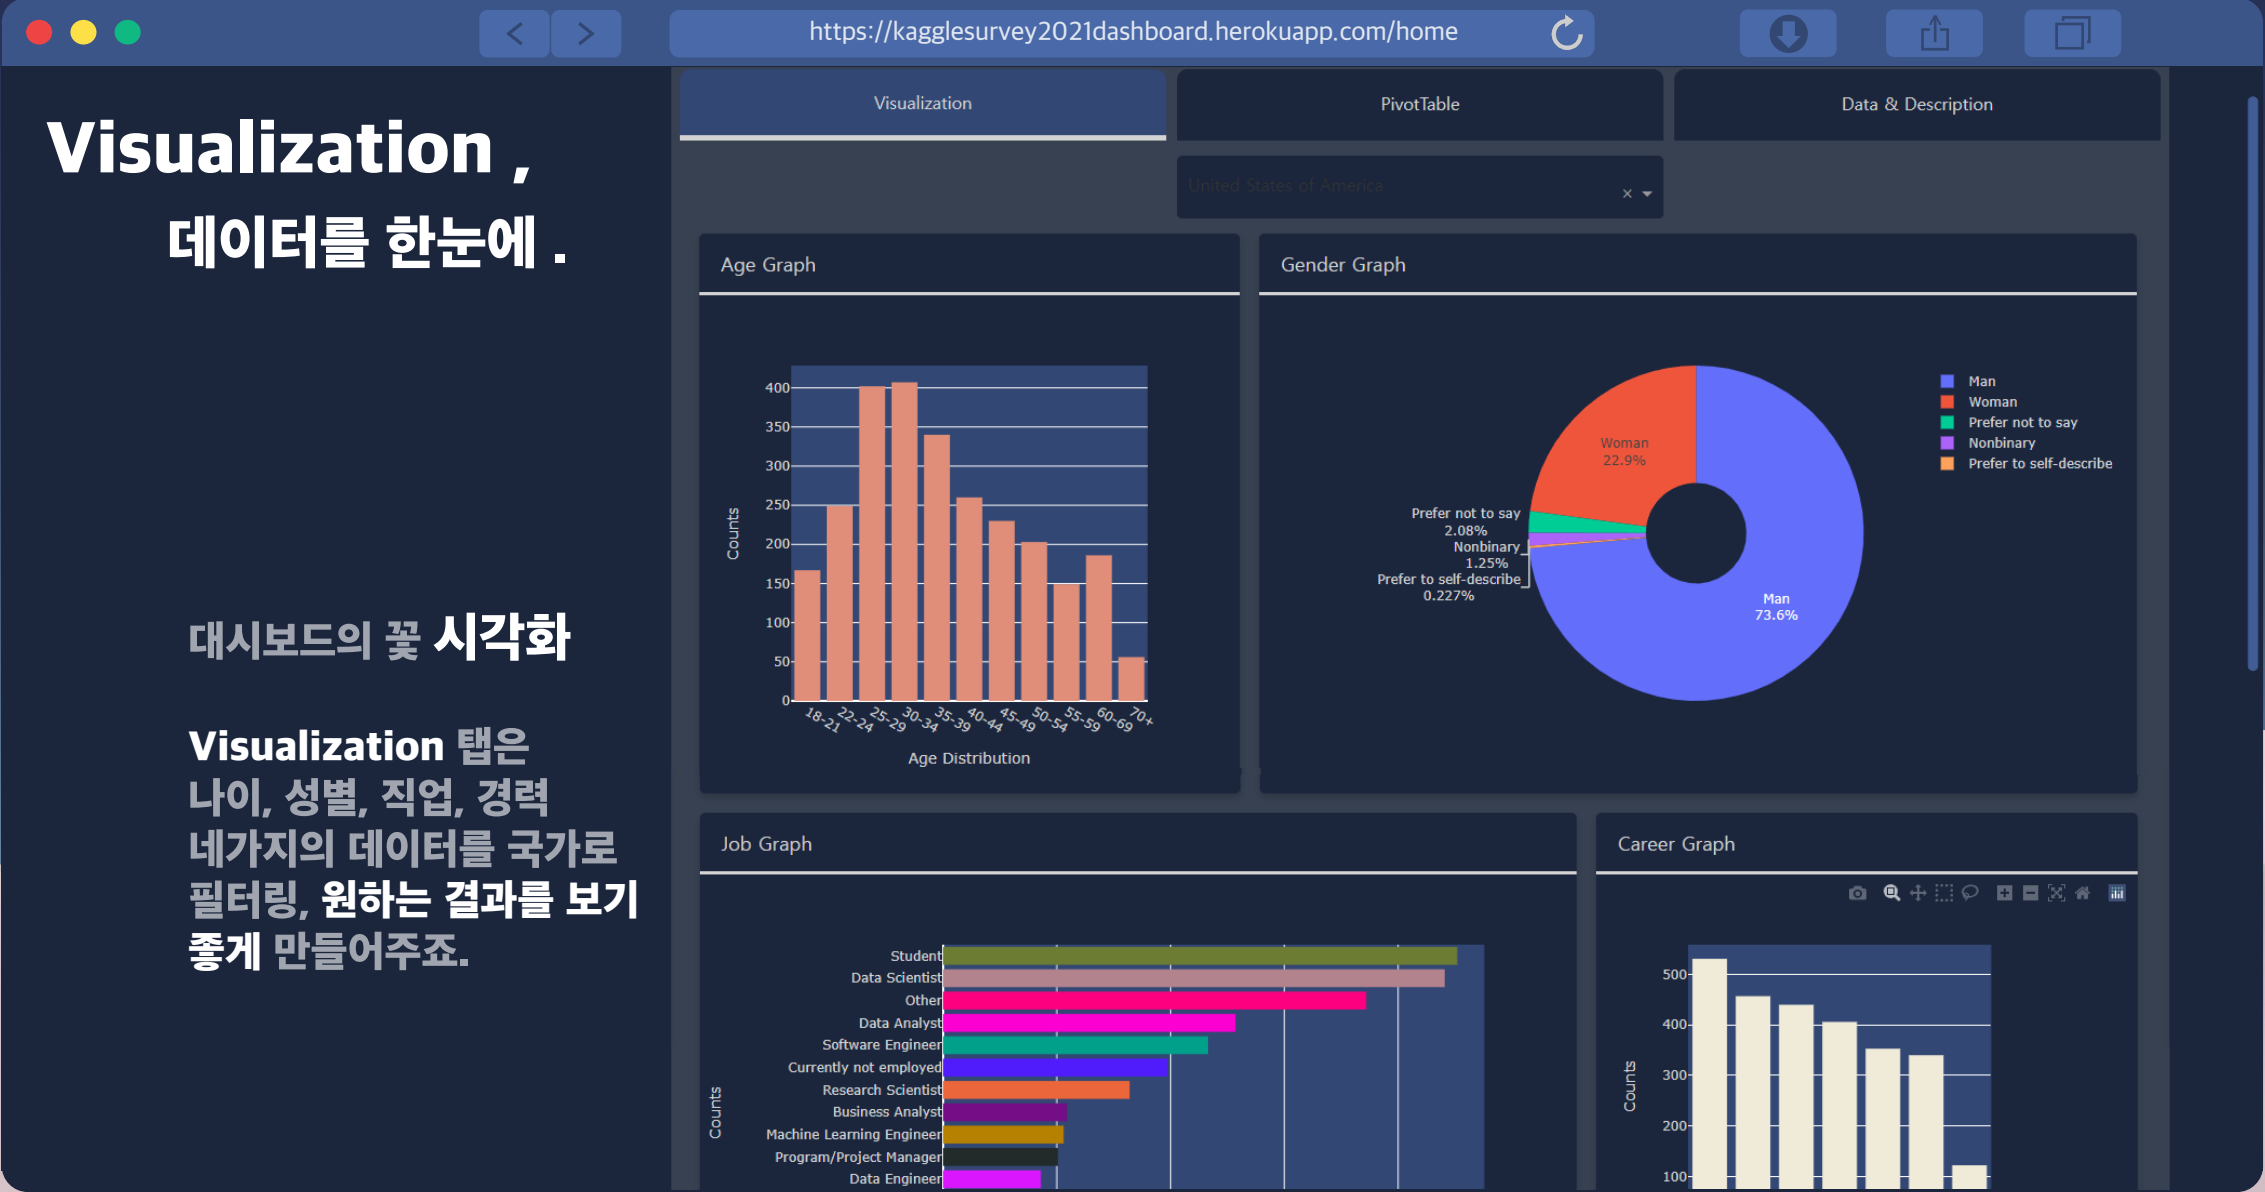 https://kagglesurvey2021dashboard.herokuapp.com/home
Visualization ,
데이터를 한눈에 .
대시보드의 꽃 시각화
Visualization 탭은
나이, 성별, 직업, 경력
네가지의 데이터를 국가로
필터링, 원하는 결과를 보기
좋게 만들어주죠.
Visualization
PivotTable
Data & Description
United States of America
Age Graph
Counts
400
350
300
250
200
150
100
50
0
18-21
22-24
25-29
30-34
35-39
40-44
45-49
50-54
55-59
60-69
70+
Age Distribution
Gender Graph
Woman
22.9%
Prefer not to say
2.08%
Nonbinary
1.25%
Prefer to self-describe
0.227%
Man
73.6%
Man
Woman
Prefer not to say
Nonbinary
Prefer to self-describe
Job Graph
Counts
Student
Data Scientist
Other
Data Analyst
Software Engineer
Currently not employed
Research Scientist
Business Analyst
Machine Learning Engineer
Program/Project Manager
Data Engineer
Career Graph
Counts
500
400
300
200
100